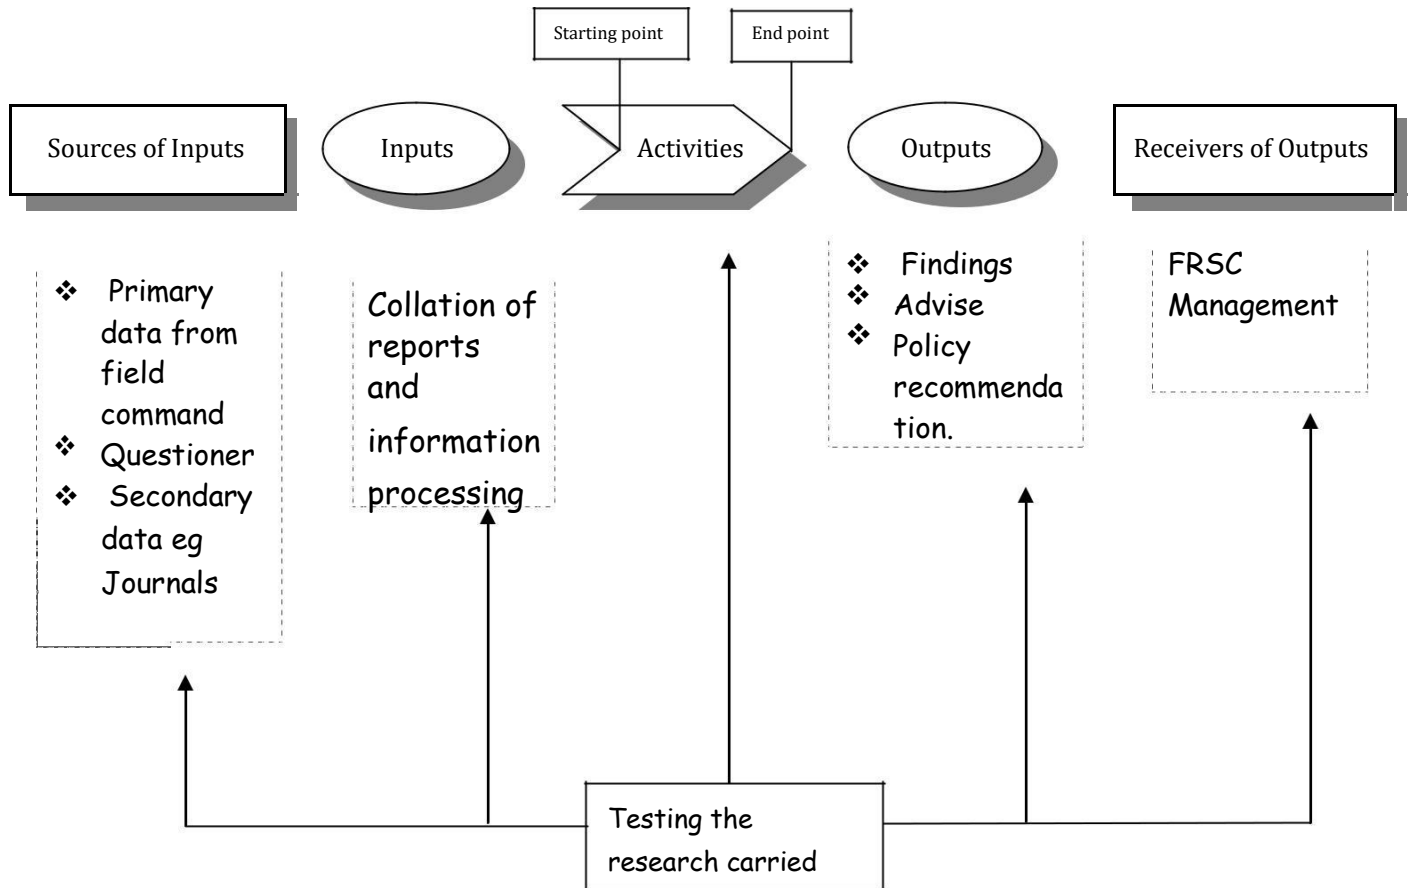 Starting point
End point
Sources of Inputs
Inputs
Activities
Outputs
Receivers of Outputs
❖ Primary
data from
field
command
❖ Questioner
❖ Secondary
data eg
Journals
Collation of
reports
and
information
processing
❖ Findings
❖ Advise
❖ Policy
recommenda
tion.
FRSC
Management
Testing the
research carried